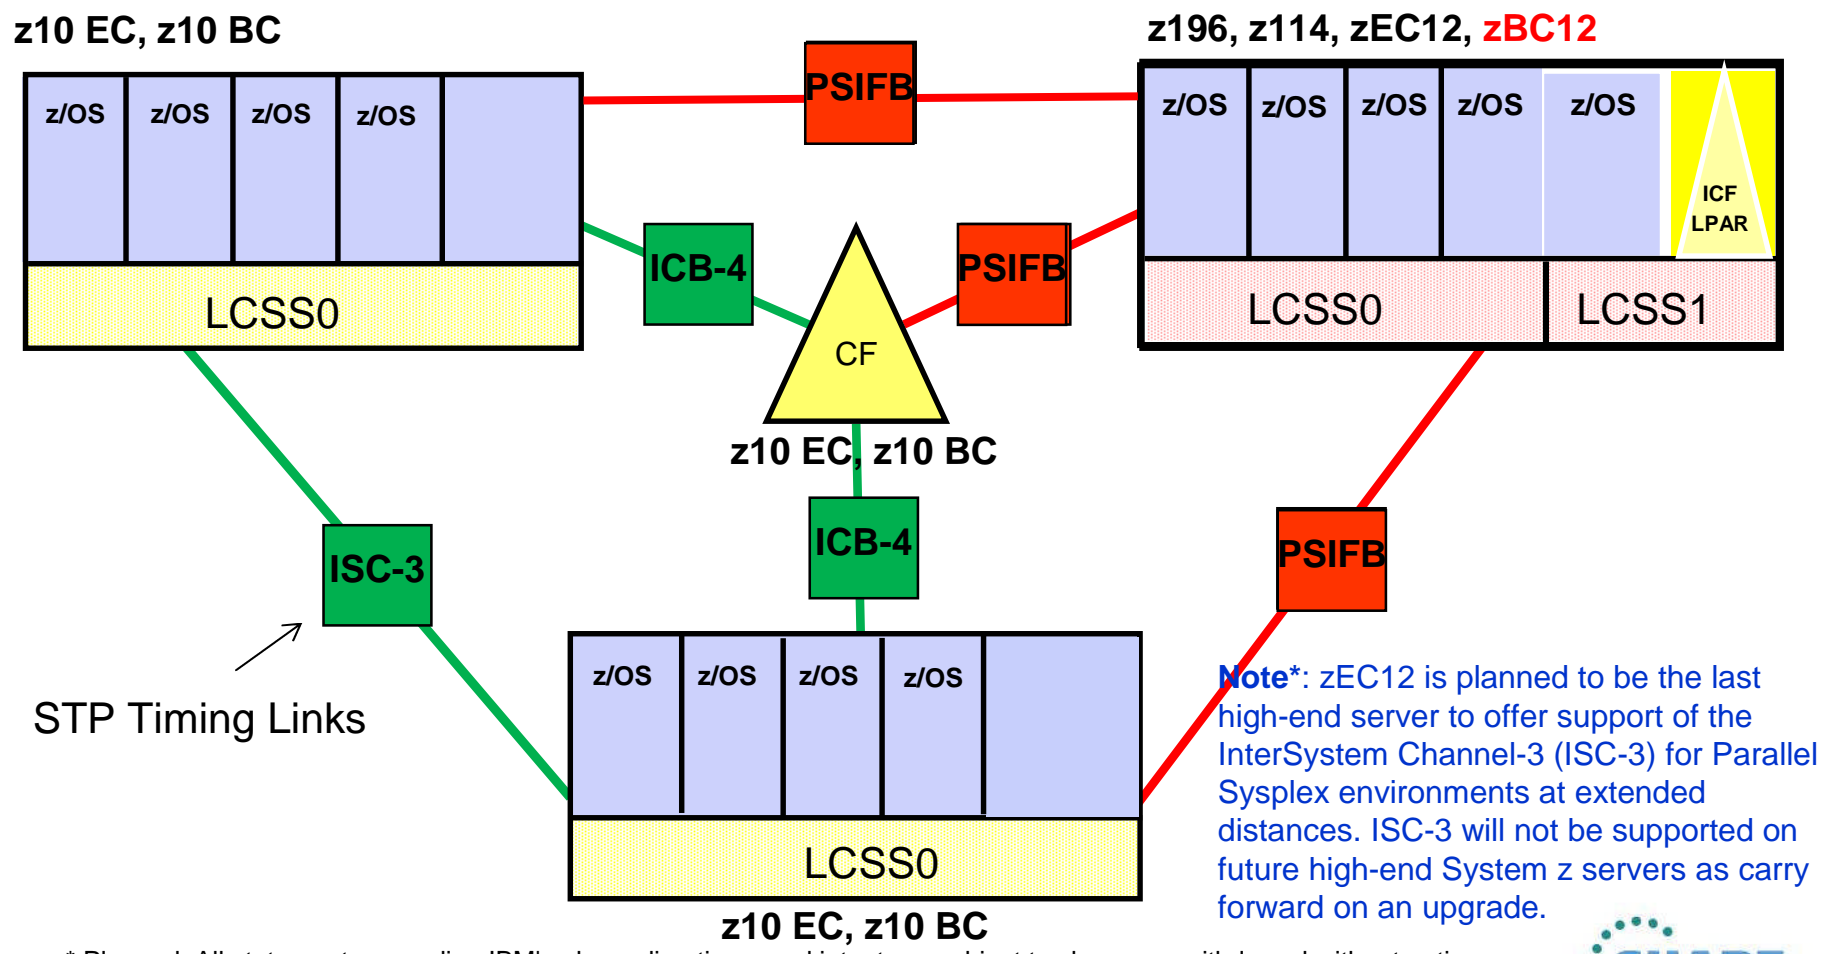 z10 EC, z10 BC
z196, z114, zEC12, zBC12
PSIFB
z/OS z/OS z/OS z/OS
z/OS z/OS z/OS z/OS z/OS
ICF
LPAR
ICB-4
PSIFB
LCSS0
LCSS0
LCSS1
CF
z10 EC, z10 BC
ICB-4
ISC-3
PSIFB
STP Timing Links
z/OS z/OS z/OS z/OS
LCSS0
z10 EC, z10 BC
Note*: zEC12 is planned to be the last
high-end server to offer support of the
InterSystem Channel-3 (ISC-3) for Parallel
Sysplex environments at extended
distances. ISC-3 will not be supported on
future high-end System z servers as carry
forward on an upgrade.